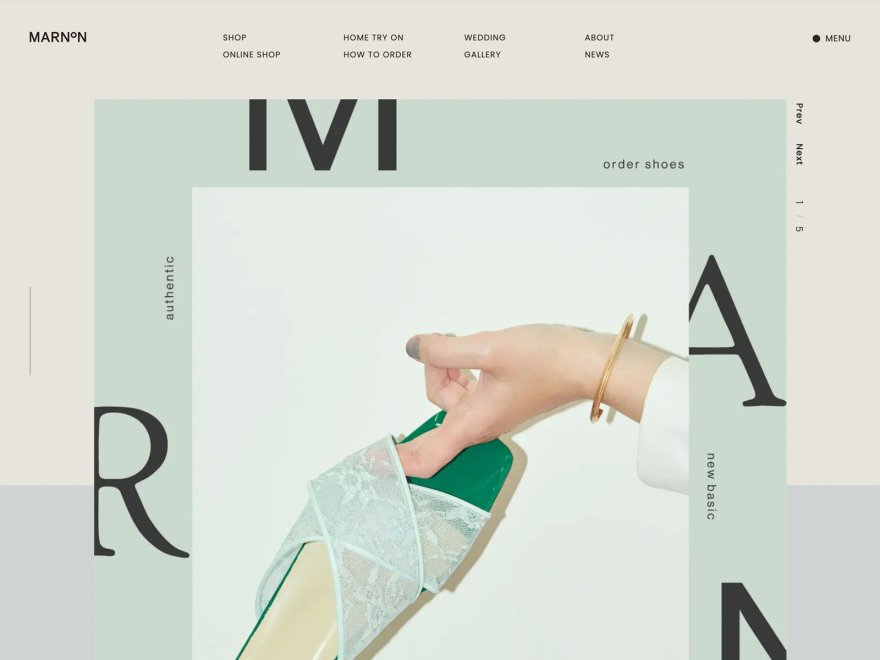 MARNºN
SHOP
ONLINE SHOP
HOME TRY ON
HOW TO ORDER
WEDDING
GALLERY
ABOUT
NEWS
MENU
Prev
Next
1 / 5
M
order shoes
authentic
A
R
new basic
N